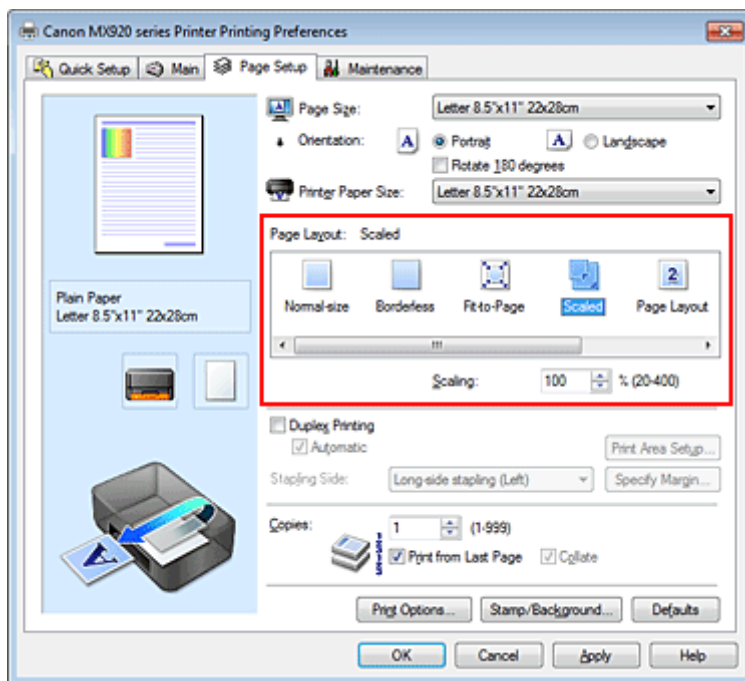 Canon MX920 series Printer Printing Preferences
Quick Setup Main Page Setup Maintenance
Page Size: Letter 8.5"x11" 22x28cm
Orientation: A Portrait A Landscape
Rotate 180 degrees
Printer Paper Size: Letter 8.5"x11" 22x28cm
Page Layout: Scaled
Normal-size Borderless Fit-to-Page Scaled Page Layout
Scaling: 100 % (20-400)
Plain Paper
Letter 8.5"x11" 22x28cm
Duplex Printing
Automatic Print Area Setup...
Stapling Side: Long-side stapling (Left) Specify Margin...
Copies: 1 (1-999)
Print from Last Page Collate
Print Options... Stamp/Background... Defaults
OK Cancel Apply Help